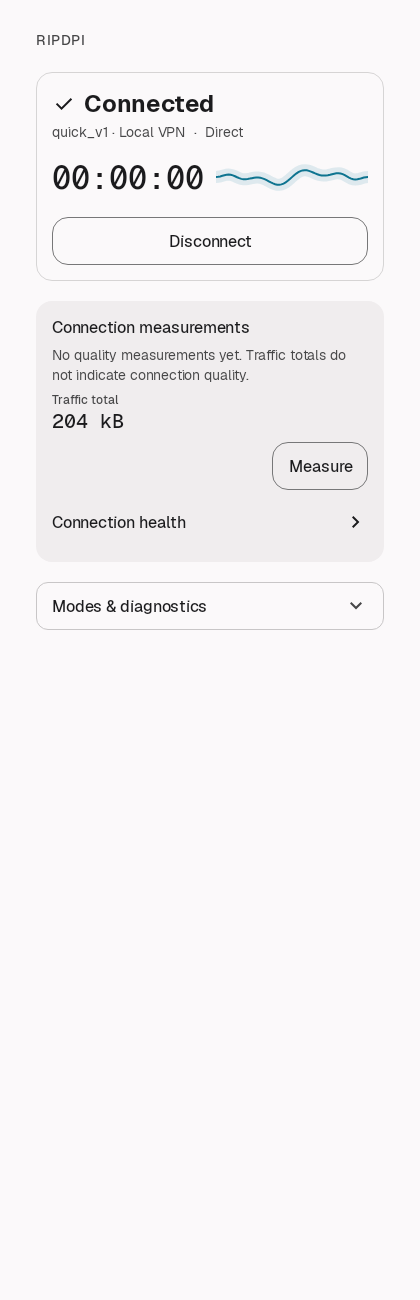 RIPDPI
Connected
quick_v1 · Local VPN · Direct
00:00:00
Disconnect
Connection measurements
No quality measurements yet. Traffic totals do
not indicate connection quality.
Traffic total
204 kB
Measure
Connection health
Modes & diagnostics